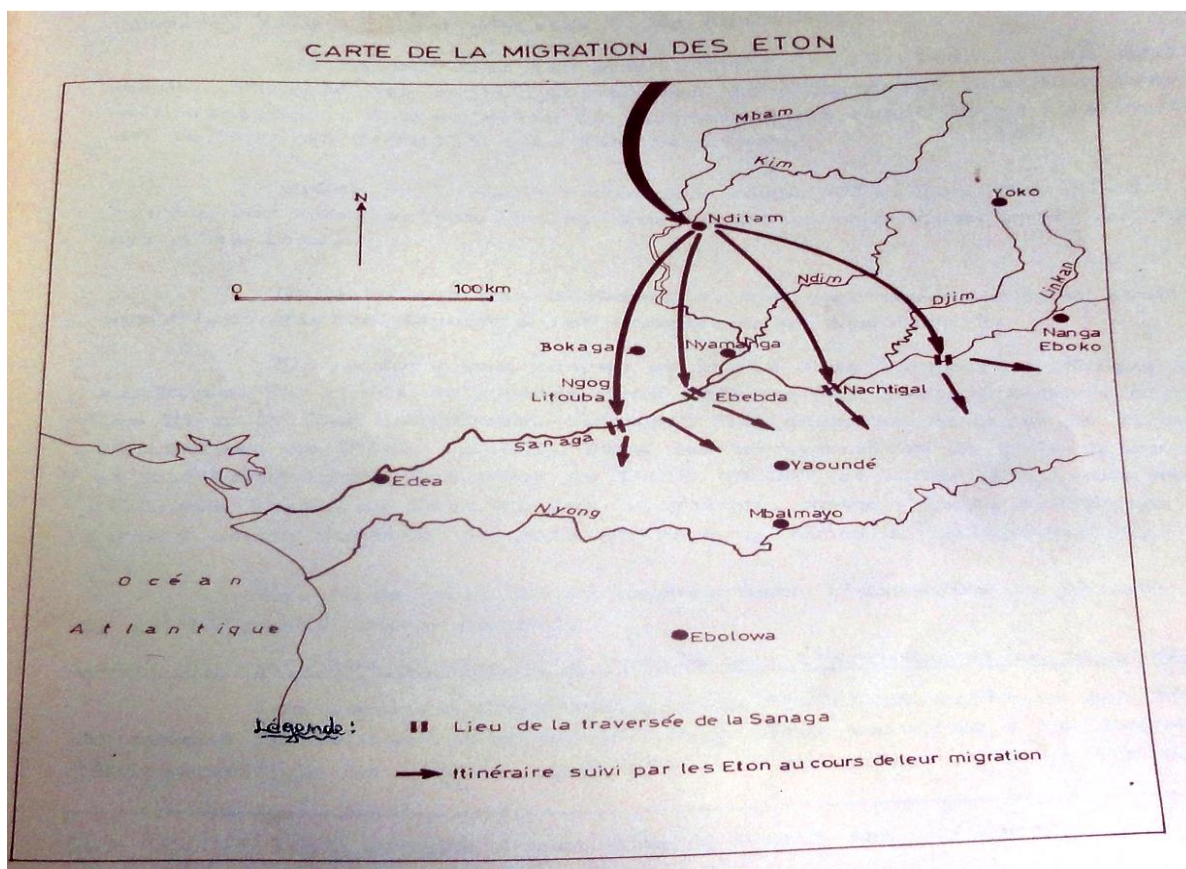 CARTE DE LA MIGRATION DES ETON
Mbam
Kim
Yoko
N
Nditam
Ndim
Linkan
0 100 km
Djim
Nanga
Eboko
Bokaga
Nyamanga
Ngog
Litouba
Ebebda
Nachtigal
Sanaga
Yaoundé
Edea
Nyong
Mbalmayo
Océan
Atlantique
Ebolowa
Légende:
Lieu de la traversée de la Sanaga
Itinéraire suivi par les Eton au cours de leur migration